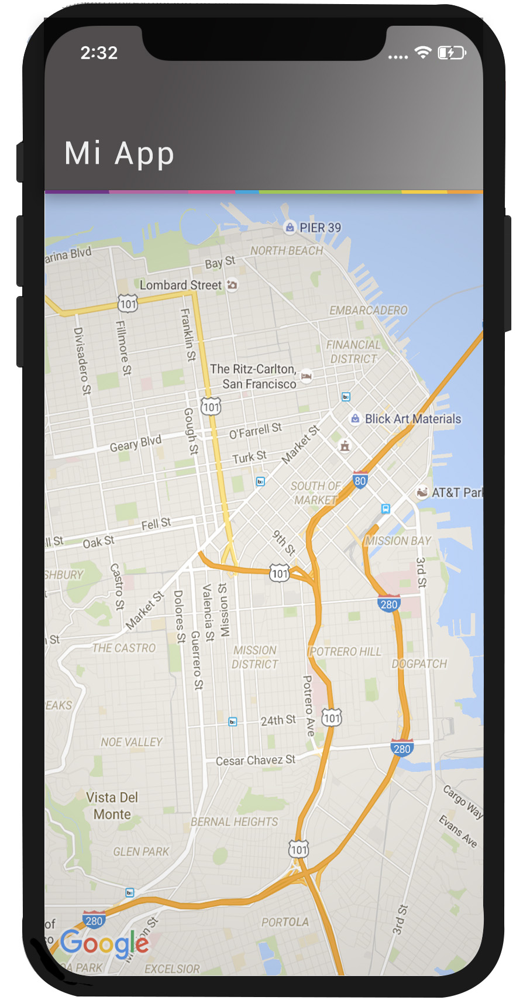 2:32
Mi App
PIER 39
NORTH BEACH
arina Blvd
Bay St
Lombard Street
101
EMBARCADERO
Franklin St
Fillmore St
Divisadero St
FINANCIAL
DISTRICT
The Ritz-Carlton,
San Francisco
101
Gough St
Blick Art Materials
O'Farrell St
Market St
Geary Blvd
Turk St
80
SOUTH OF
MARKET
AT&T Park
Fell St
ll St
Oak St
9th St
MISSION BAY
SHBURY
Castro St
101
3rd St
Market St
Dolores St
Valencia St
Mission St
280
n St
THE CASTRO
Guerrero St
MISSION
DISTRICT
POTRERO HILL
DOGPATCH
Potrero Ave
EAKS
24th St
101
NOE VALLEY
280
Cesar Chavez St
Vista Del
Monte
Cargo Way
Evans Ave
BERNAL HEIGHTS
GLEN PARK
101
280
of
so
Google
PORTOLA
3rd St
OA PARK
EXCELSIOR